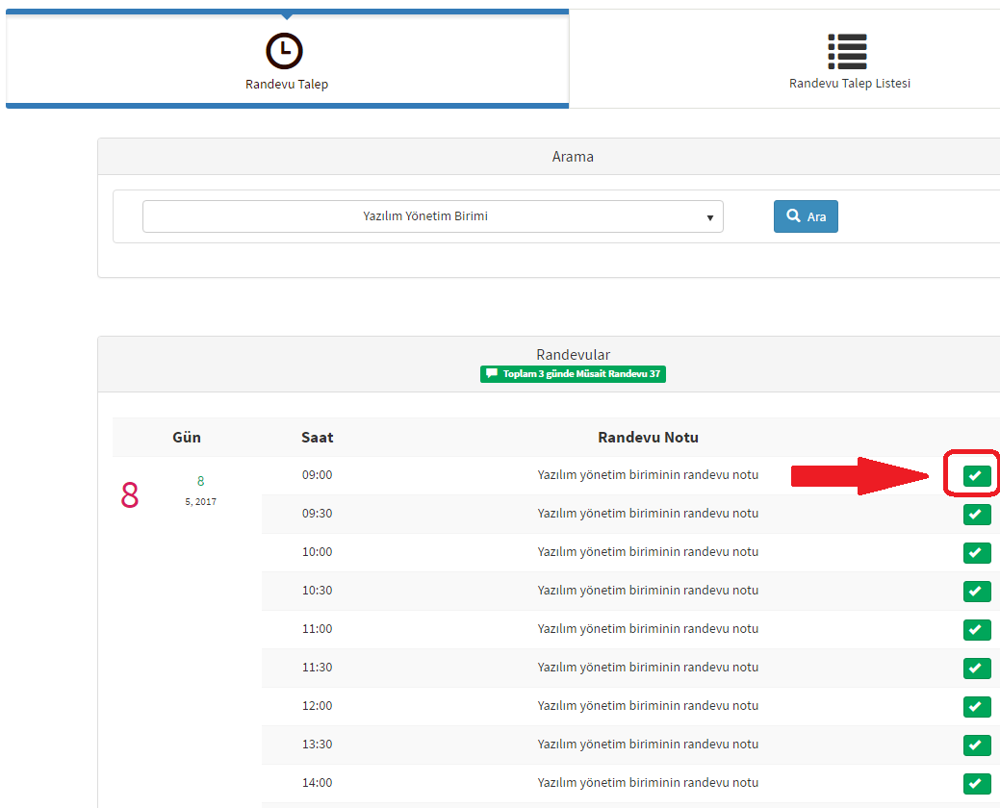 Randevu Talep
Randevu Talep Listesi
Arama
Yazılım Yönetim Birimi
Ara
Randevular
Toplam 3 günde Müsait Randevu 37
Gün Saat Randevu Notu
8 8 09:00 Yazılım yönetim biriminin randevu notu
5, 2017
09:30 Yazılım yönetim biriminin randevu notu
10:00 Yazılım yönetim biriminin randevu notu
10:30 Yazılım yönetim biriminin randevu notu
11:00 Yazılım yönetim biriminin randevu notu
11:30 Yazılım yönetim biriminin randevu notu
12:00 Yazılım yönetim biriminin randevu notu
13:30 Yazılım yönetim biriminin randevu notu
14:00 Yazılım yönetim biriminin randevu notu